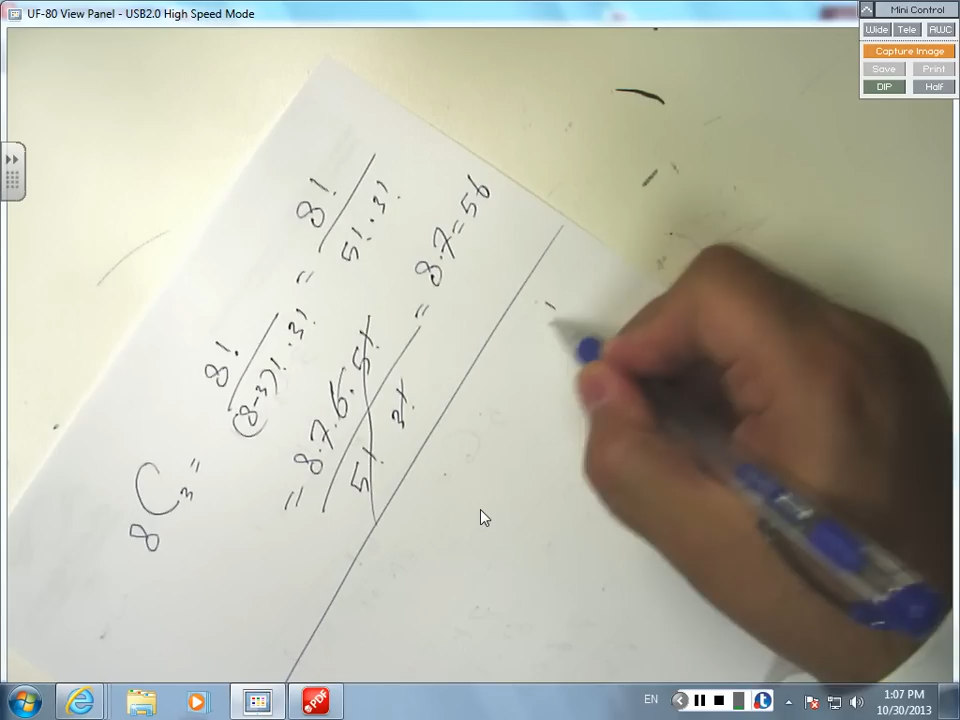 UF-80 View Panel - USB2.0 High Speed Mode
Mini Control
Wide Tele AWC
Capture Image
Save Print
DIP Half
8C3 = 8! / (8-3)! · 3! = 8! / 5! · 3!
= 8.7.6.5! / 5! 3! = 8.7=56
PDF
EN
1:07 PM
10/30/2013